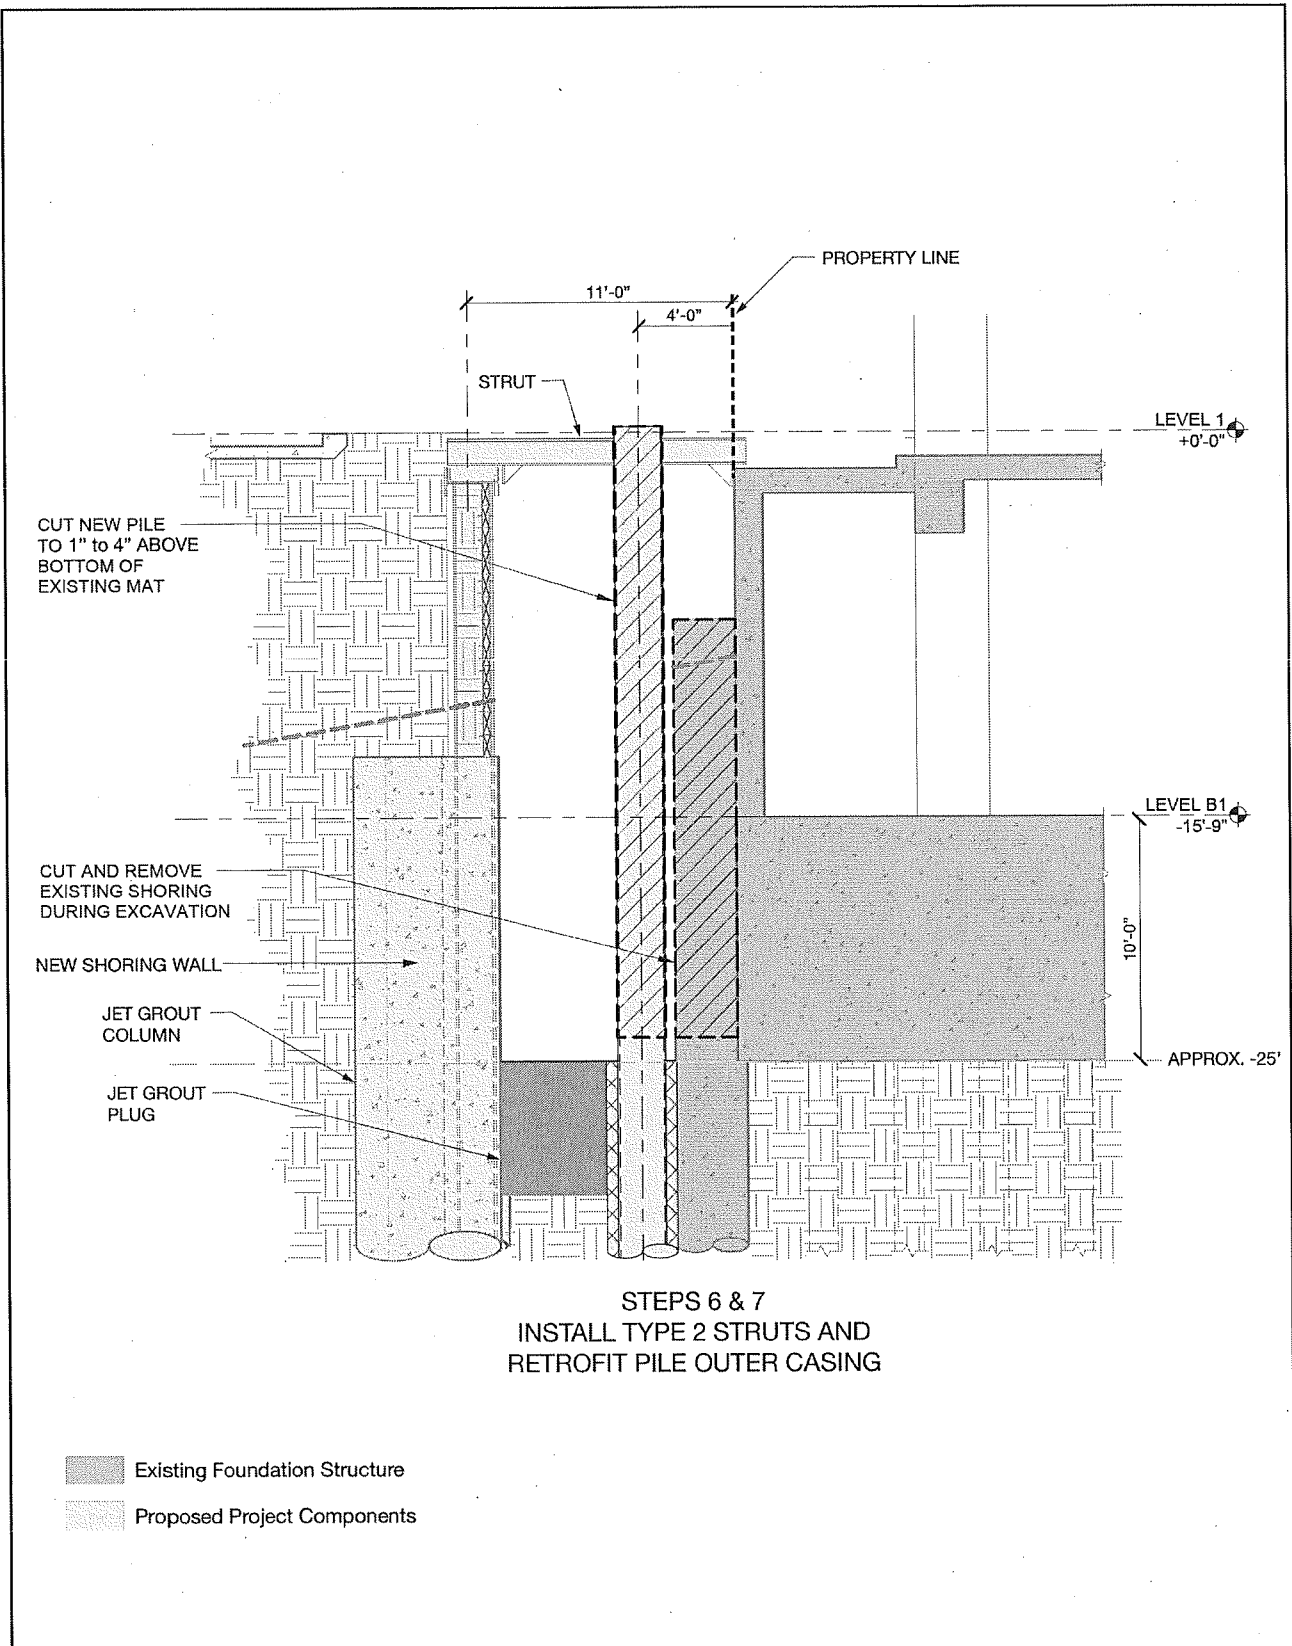 PROPERTY LINE
11'-0"
4'-0"
STRUT
LEVEL 1
+0'-0"
CUT NEW PILE
TO 1" to 4" ABOVE
BOTTOM OF
EXISTING MAT
LEVEL B1
-15'-9"
CUT AND REMOVE
EXISTING SHORING
DURING EXCAVATION
10'-0"
NEW SHORING WALL
JET GROUT
COLUMN
APPROX. -25'
JET GROUT
PLUG
STEPS 6 & 7
INSTALL TYPE 2 STRUTS AND
RETROFIT PILE OUTER CASING
Existing Foundation Structure
Proposed Project Components